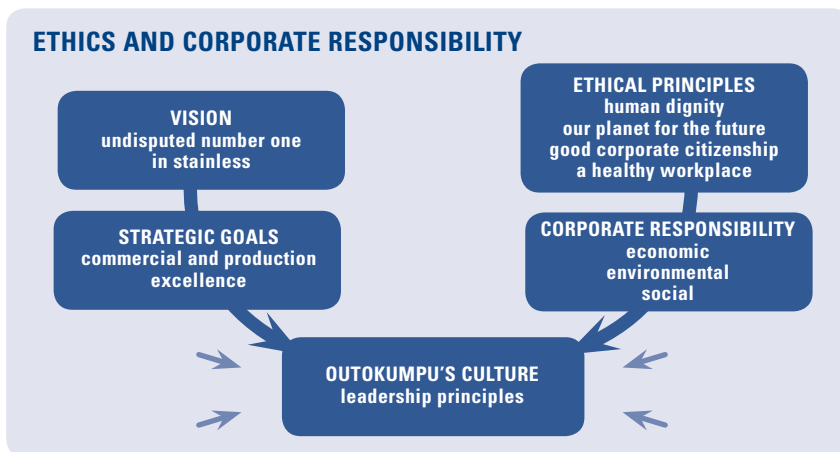 ETHICS AND CORPORATE RESPONSIBILITY
VISION
undisputed number one
in stainless
STRATEGIC GOALS
commercial and production
excellence
ETHICAL PRINCIPLES
human dignity
our planet for the future
good corporate citizenship
a healthy workplace
CORPORATE RESPONSIBILITY
economic
environmental
social
OUTOKUMPU'S CULTURE
leadership principles